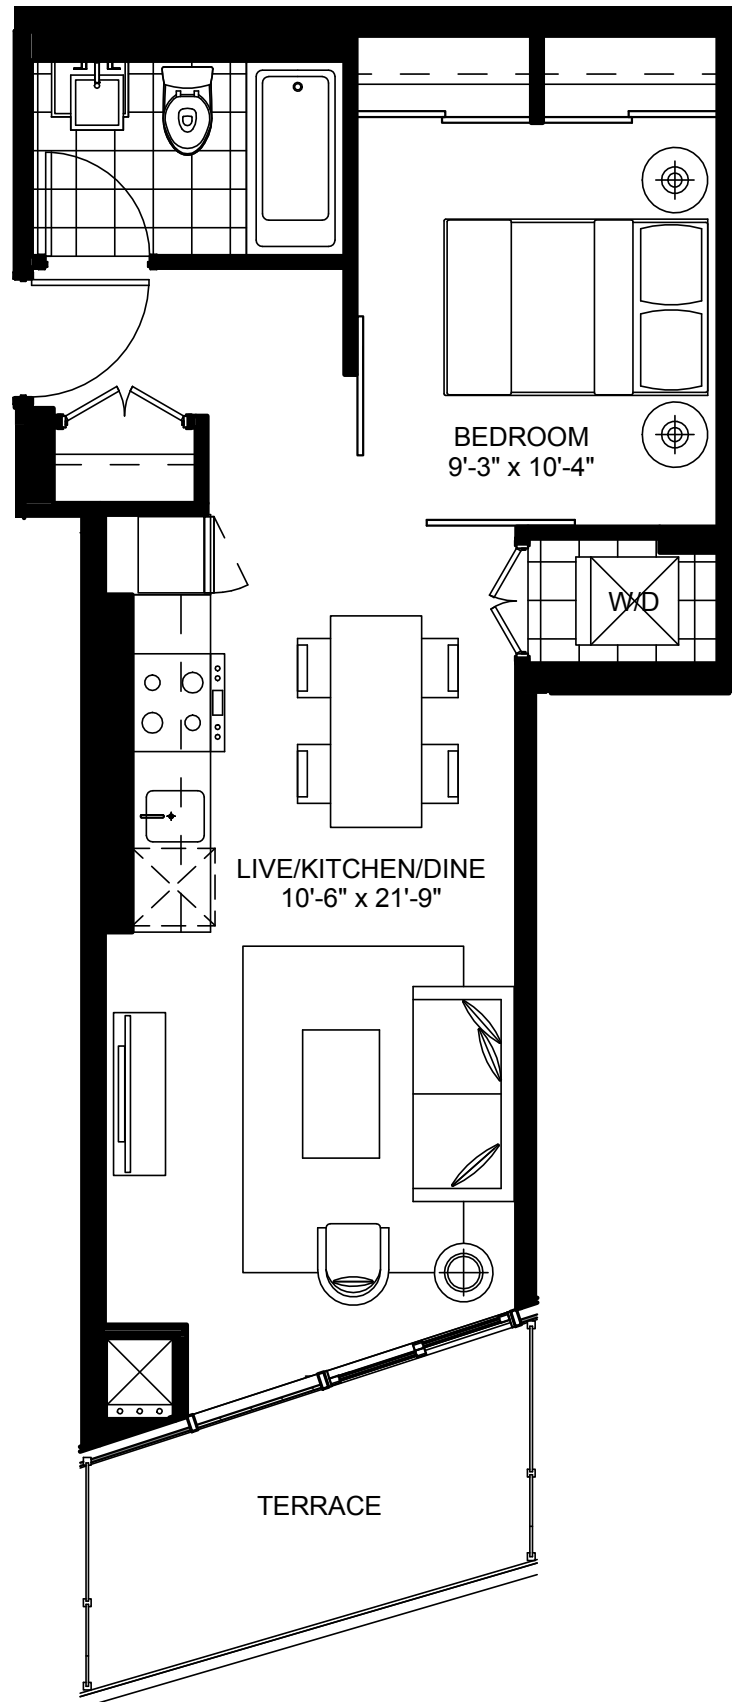 BEDROOM
9'-3" x 10'-4"
W/D
LIVE/KITCHEN/DINE
10'-6" x 21'-9"
TERRACE